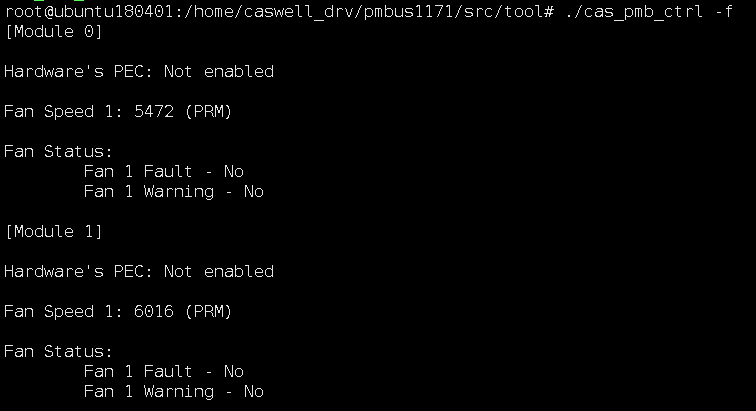 root@ubuntu180401:/home/caswell_drv/pmbus1171/src/tool# ./cas_pmb_ctrl -f
[Module 0]
Hardware's PEC: Not enabled
Fan Speed 1: 5472 (PRM)
Fan Status:
Fan 1 Fault - No
Fan 1 Warning - No
[Module 1]
Hardware's PEC: Not enabled
Fan Speed 1: 6016 (PRM)
Fan Status:
Fan 1 Fault - No
Fan 1 Warning - No